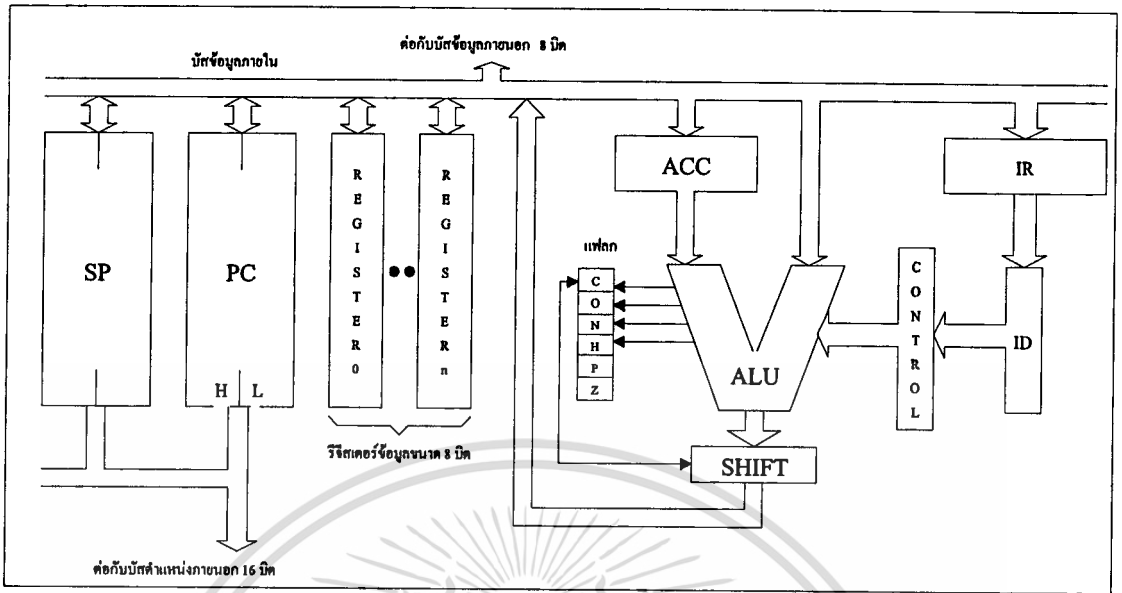 ต่อกับบัสข้อมูลภายนอก 8 บิต
บัสข้อมูลภายใน
SP
PC
H L
REGISTER0
REGISTERn
รีจิสเตอร์ข้อมูลขนาด 8 บิต
ACC
IR
แฟลก
C
O
N
H
P
Z
ALU
CONTROL
ID
SHIFT
ต่อกับบัสตำแหน่งภายนอก 16 บิต